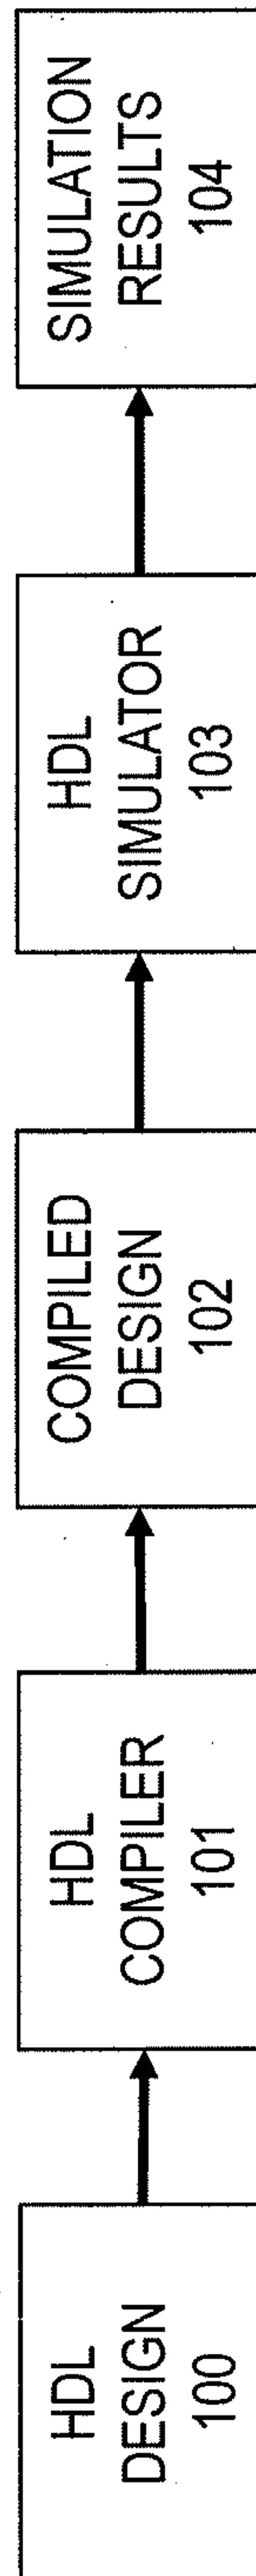 HDL
DESIGN
100
HDL
COMPILER
101
COMPILED
DESIGN
102
HDL
SIMULATOR
103
SIMULATION
RESULTS
104